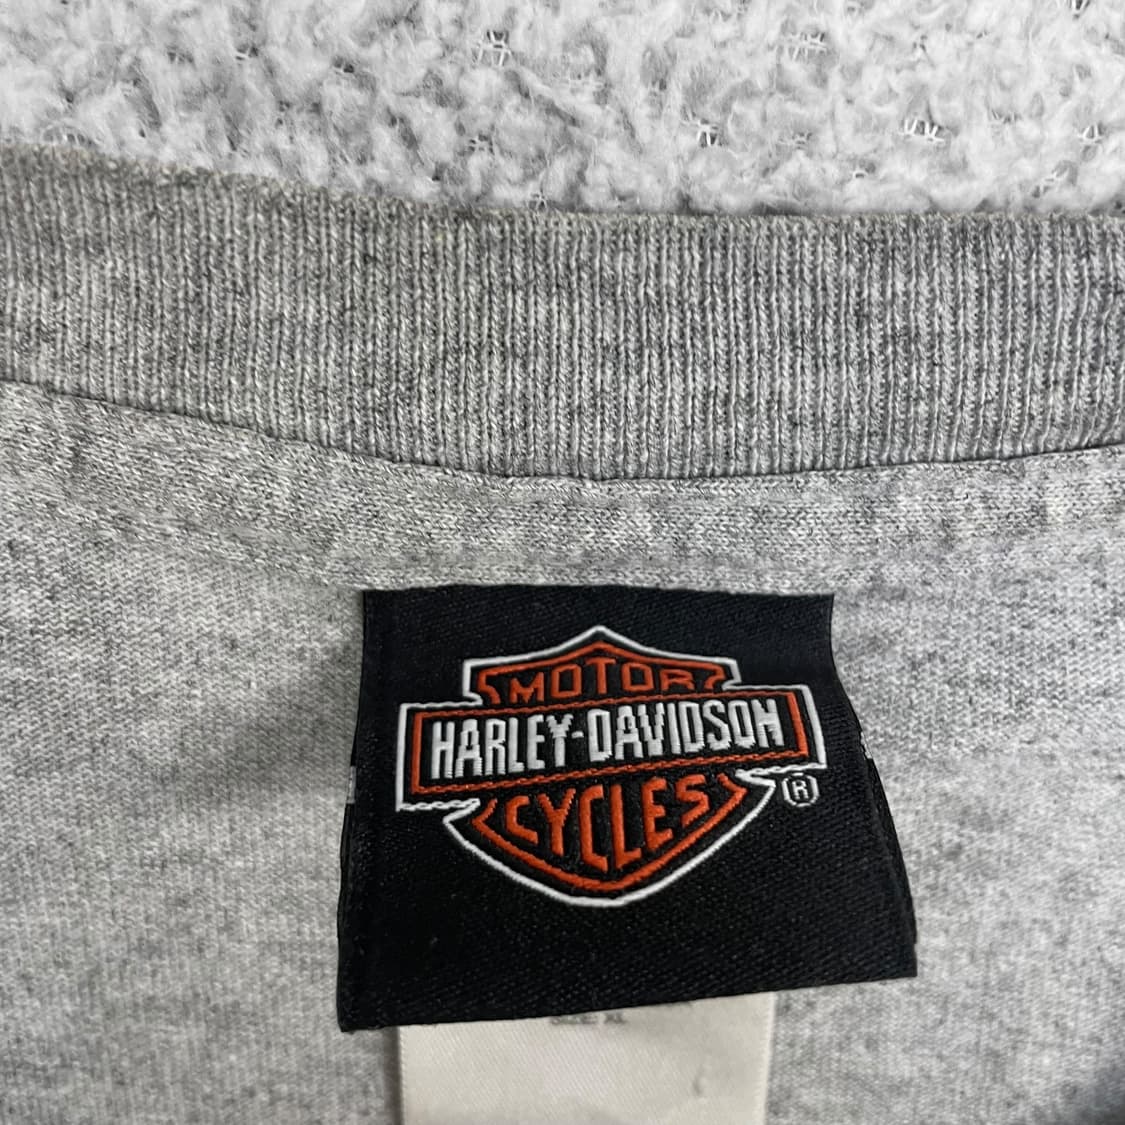 MOTOR
HARLEY-DAVIDSON
CYCLES
®